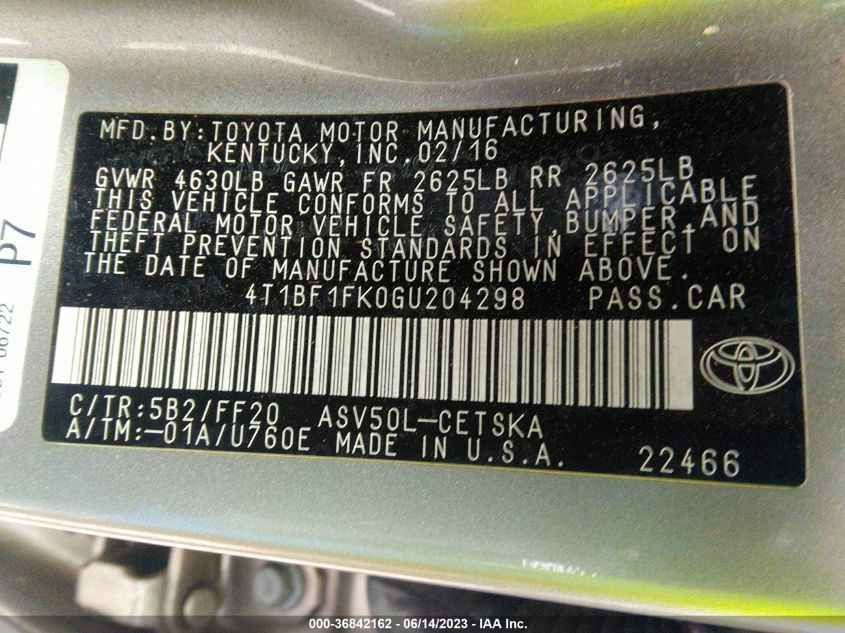 MFD. BY: TOYOTA MOTOR MANUFACTURING,
KENTUCKY, INC. 02/16
GVWR 4630LB GAWR FR 2625LB RR 2625LB
THIS VEHICLE CONFORMS TO ALL APPLICABLE
FEDERAL MOTOR VEHICLE SAFETY, BUMPER, AND
THEFT PREVENTION STANDARDS IN EFFECT ON
THE DATE OF MANUFACTURE SHOWN ABOVE.
4T1BF1FK0GU204298 PASS. CAR
C/TR: 5B2/FF20 ASV50L-CETSKA
A/TM: -01A/U760E MADE IN U.S.A. 22466
P7
06722
000-36842162 - 06/14/2023 - © IAA Inc.